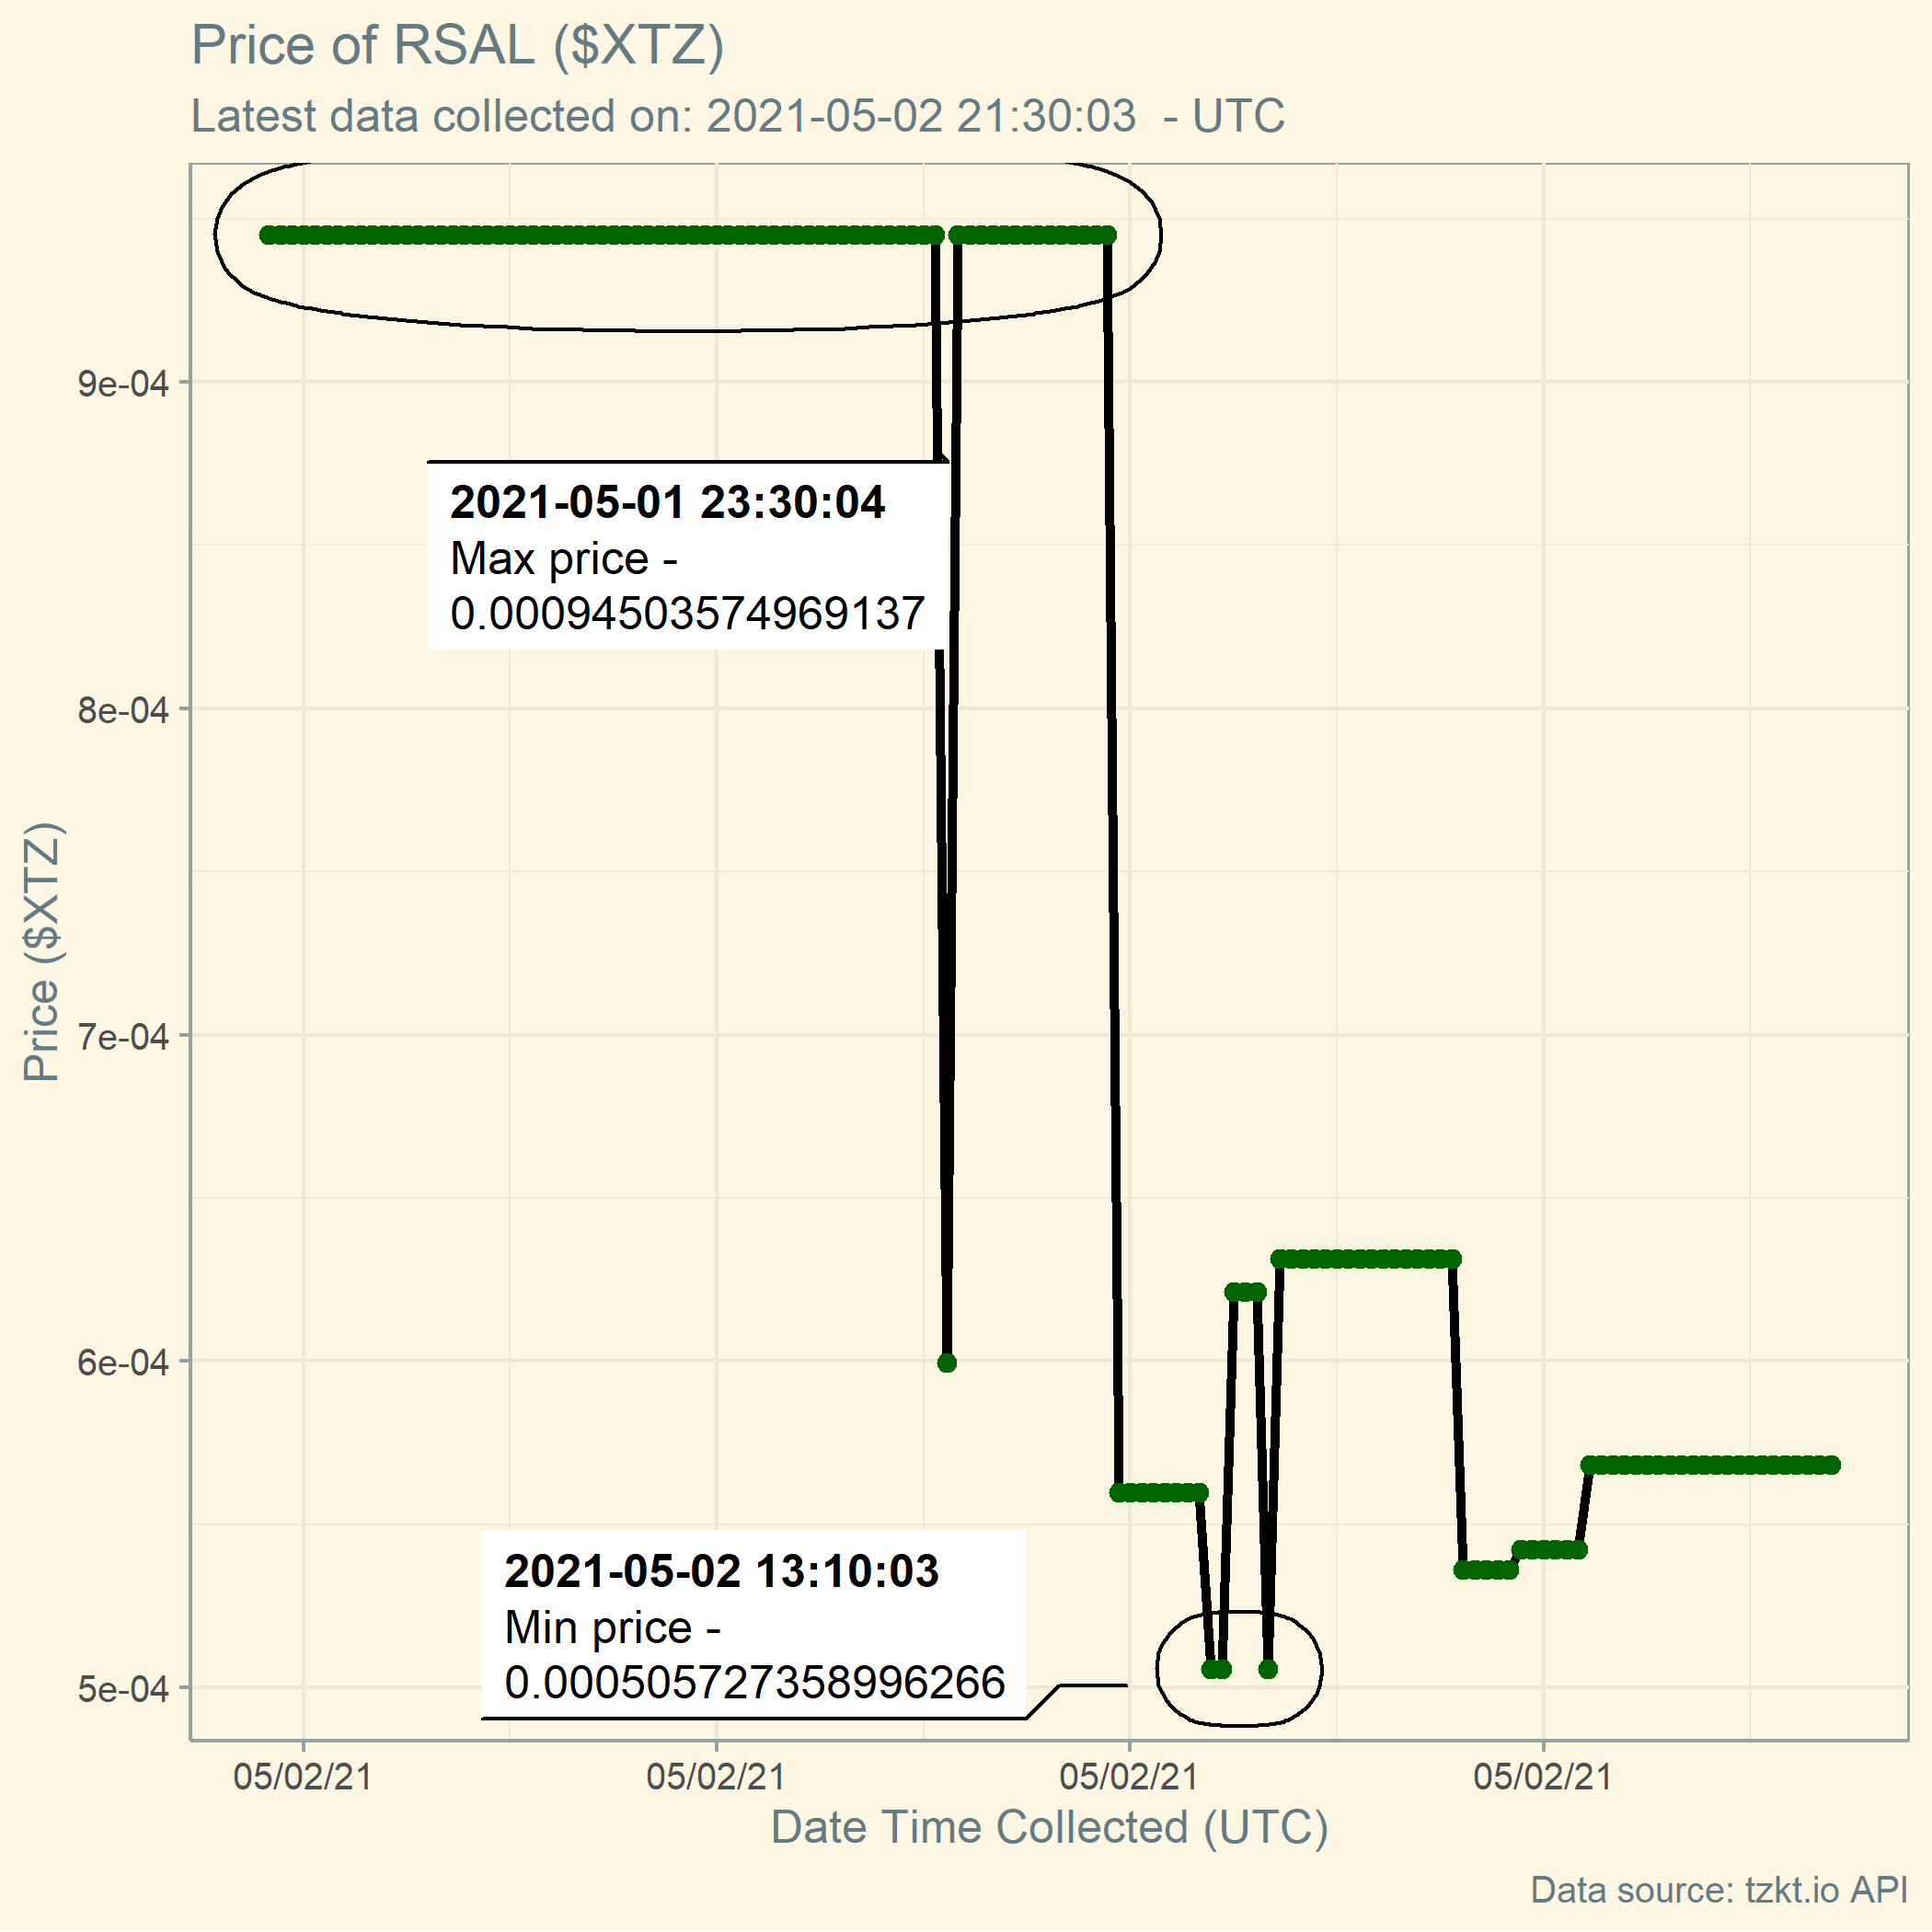 Price of RSAL ($XTZ)
Latest data collected on: 2021-05-02 21:30:03  - UTC
9e-04
8e-04
7e-04
6e-04
5e-04
Price ($XTZ)
2021-05-01 23:30:04
Max price -
0.00094503574969137
2021-05-02 13:10:03
Min price -
0.000505727358996266
05/02/21
05/02/21
05/02/21
05/02/21
Date Time Collected (UTC)
Data source: tzkt.io API